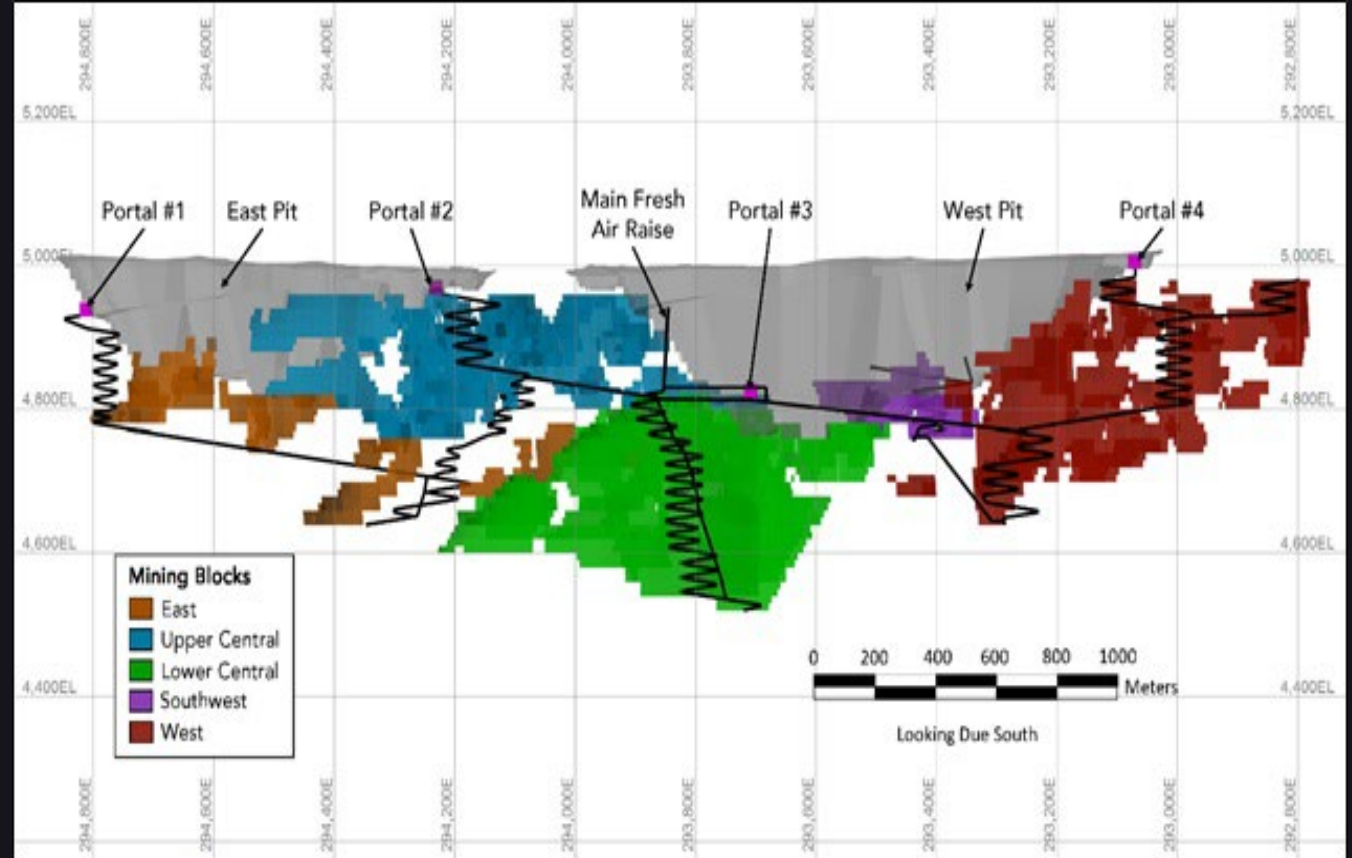 294,800E
294,600E
294,400E
294,200E
294,000E
293,800E
293,600E
293,400E
293,200E
293,000E
292,800E
5,200EL
5,200EL
Portal #1
East Pit
Portal #2
Main Fresh
Air Raise
Portal #3
West Pit
Portal #4
5,000EL
5,000EL
4,800EL
4,800EL
4,600EL
4,600EL
Mining Blocks
East
Upper Central
Lower Central
Southwest
West
0 200 400 600 800 1000
Meters
4,400EL
4,400EL
Looking Due South
294,800E
294,600E
294,400E
294,200E
294,000E
293,800E
293,600E
293,400E
293,200E
293,000E
292,800E